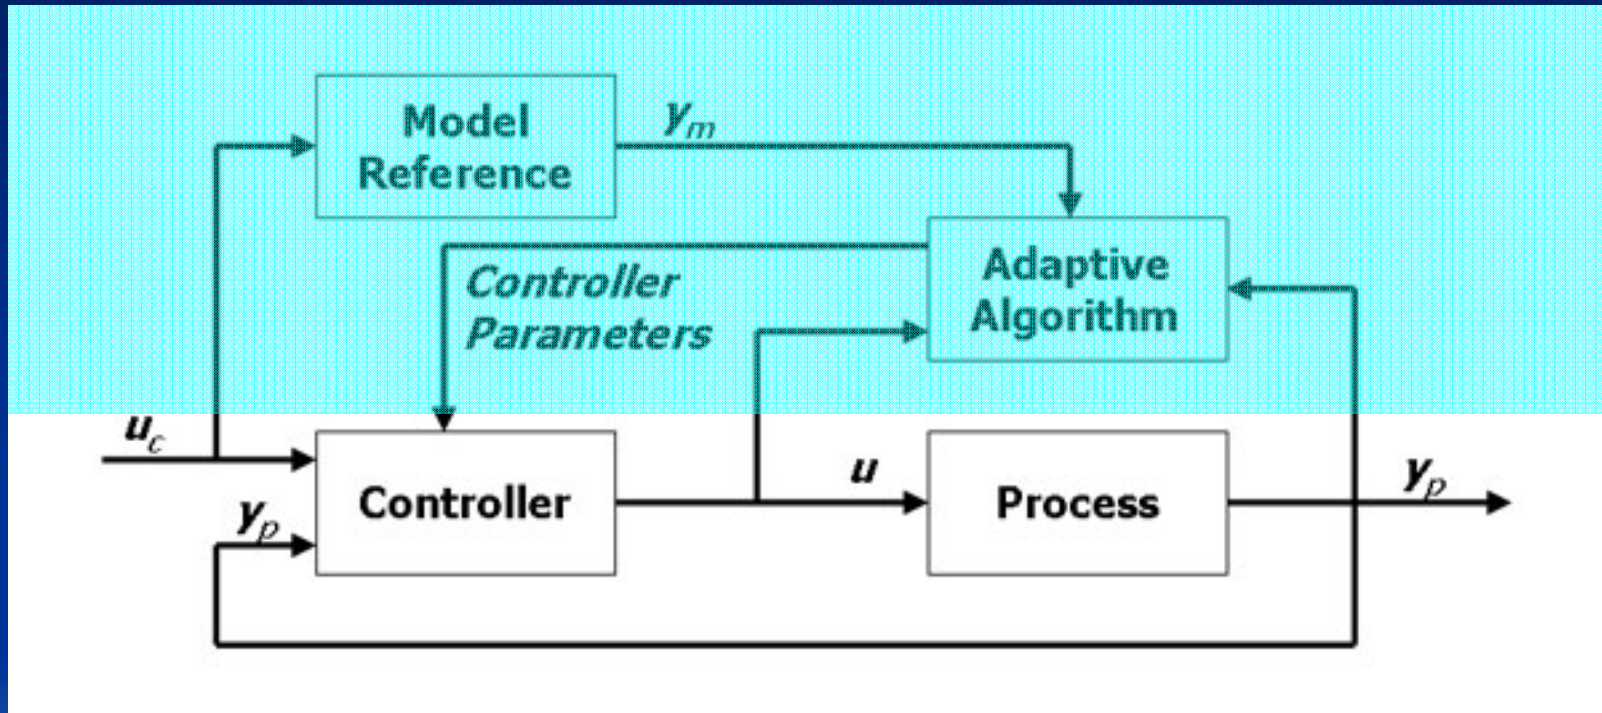 Model
Reference
y_m
Controller
Parameters
Adaptive
Algorithm
u_c
y_p
Controller
u
Process
y_p